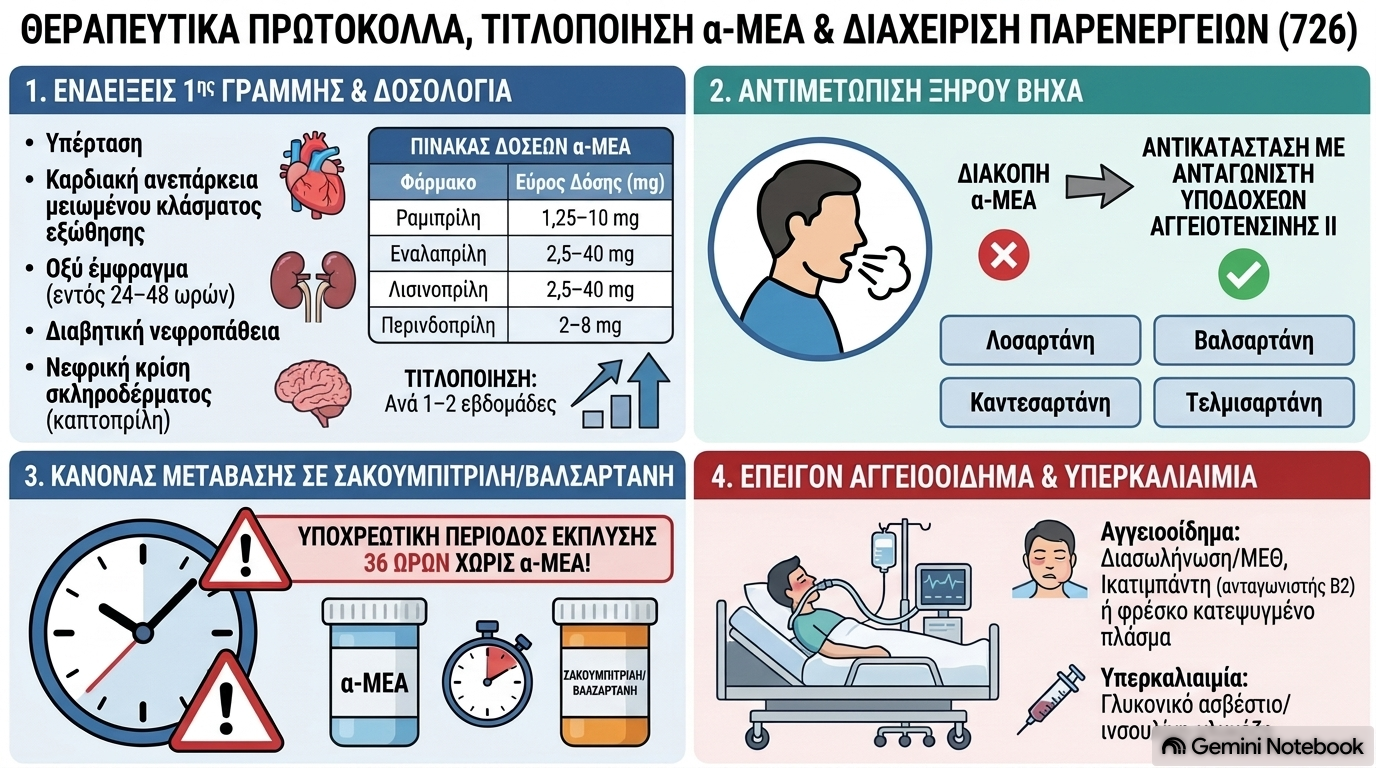 ΘΕΡΑΠΕΥΤΙΚΑ ΠΡΩΤΟΚΟΛΛΑ, ΤΙΤΛΟΠΟΙΗΣΗ α-ΜΕΑ & ΔΙΑΧΕΙΡΙΣΗ ΠΑΡΕΝΕΡΓΕΙΩΝ (726)
1. ΕΝΔΕΙΞΕΙΣ 1ης ΓΡΑΜΜΗΣ & ΔΟΣΟΛΟΓΙΑ
• Υπέρταση
• Καρδιακή ανεπάρκεια
μειωμένου κλάσματος
εξώθησης
• Οξύ έμφραγμα
(εντός 24–48 ωρών)
• Διαβητική νεφροπάθεια
• Νεφρική κρίση
σκληροδέρματος
(καπτοπρίλη)
ΠΙΝΑΚΑΣ ΔΟΣΕΩΝ α-ΜΕΑ
Φάρμακο Εύρος Δόσης (mg)
Ραμιπρίλη 1,25–10 mg
Εναλαπρίλη 2,5–40 mg
Λισινοπρίλη 2,5–40 mg
Περινδοπρίλη 2–8 mg
ΤΙΤΛΟΠΟΙΗΣΗ:
Ανά 1–2 εβδομάδες
2. ΑΝΤΙΜΕΤΩΠΙΣΗ ΞΗΡΟΥ ΒΗΧΑ
ΔΙΑΚΟΠΗ
α-ΜΕΑ
ΑΝΤΙΚΑΤΑΣΤΑΣΗ ΜΕ
ΑΝΤΑΓΩΝΙΣΤΗ
ΥΠΟΔΟΧΕΩΝ
ΑΓΓΕΙΟΤΕΝΣΙΝΗΣ ΙΙ
Λοσαρτάνη
Βαλσαρτάνη
Καντεσαρτάνη
Τελμισαρτάνη
3. ΚΑΝΟΝΑΣ ΜΕΤΑΒΑΣΗΣ ΣΕ ΣΑΚΟΥΜΠΙΤΡΙΛΗ/ΒΑΛΣΑΡΤΑΝΗ
ΥΠΟΧΡΕΩΤΙΚΗ ΠΕΡΙΟΔΟΣ ΕΚΠΛΥΣΗΣ
36 ΩΡΩΝ ΧΩΡΙΣ α-ΜΕΑ!
α-ΜΕΑ
ΖΑΚΟΥΜΠΙΤΡΙΛΗ/
ΒΑΑΖΑΡΤΑΝΗ
4. ΕΠΕΙΓΟΝ ΑΓΓΕΙΟΟΙΔΗΜΑ & ΥΠΕΡΚΑΛΙΑΙΜΙΑ
Αγγειοοίδημα:
Διασωλήνωση/ΜΕΘ,
Ικατιμπάντη (ανταγωνιστής Β2)
ή φρέσκο κατεψυγμένο
πλάσμα
Υπερκαλιαιμία:
Γλυκονικό ασβέστιο/
Gemini Notebook